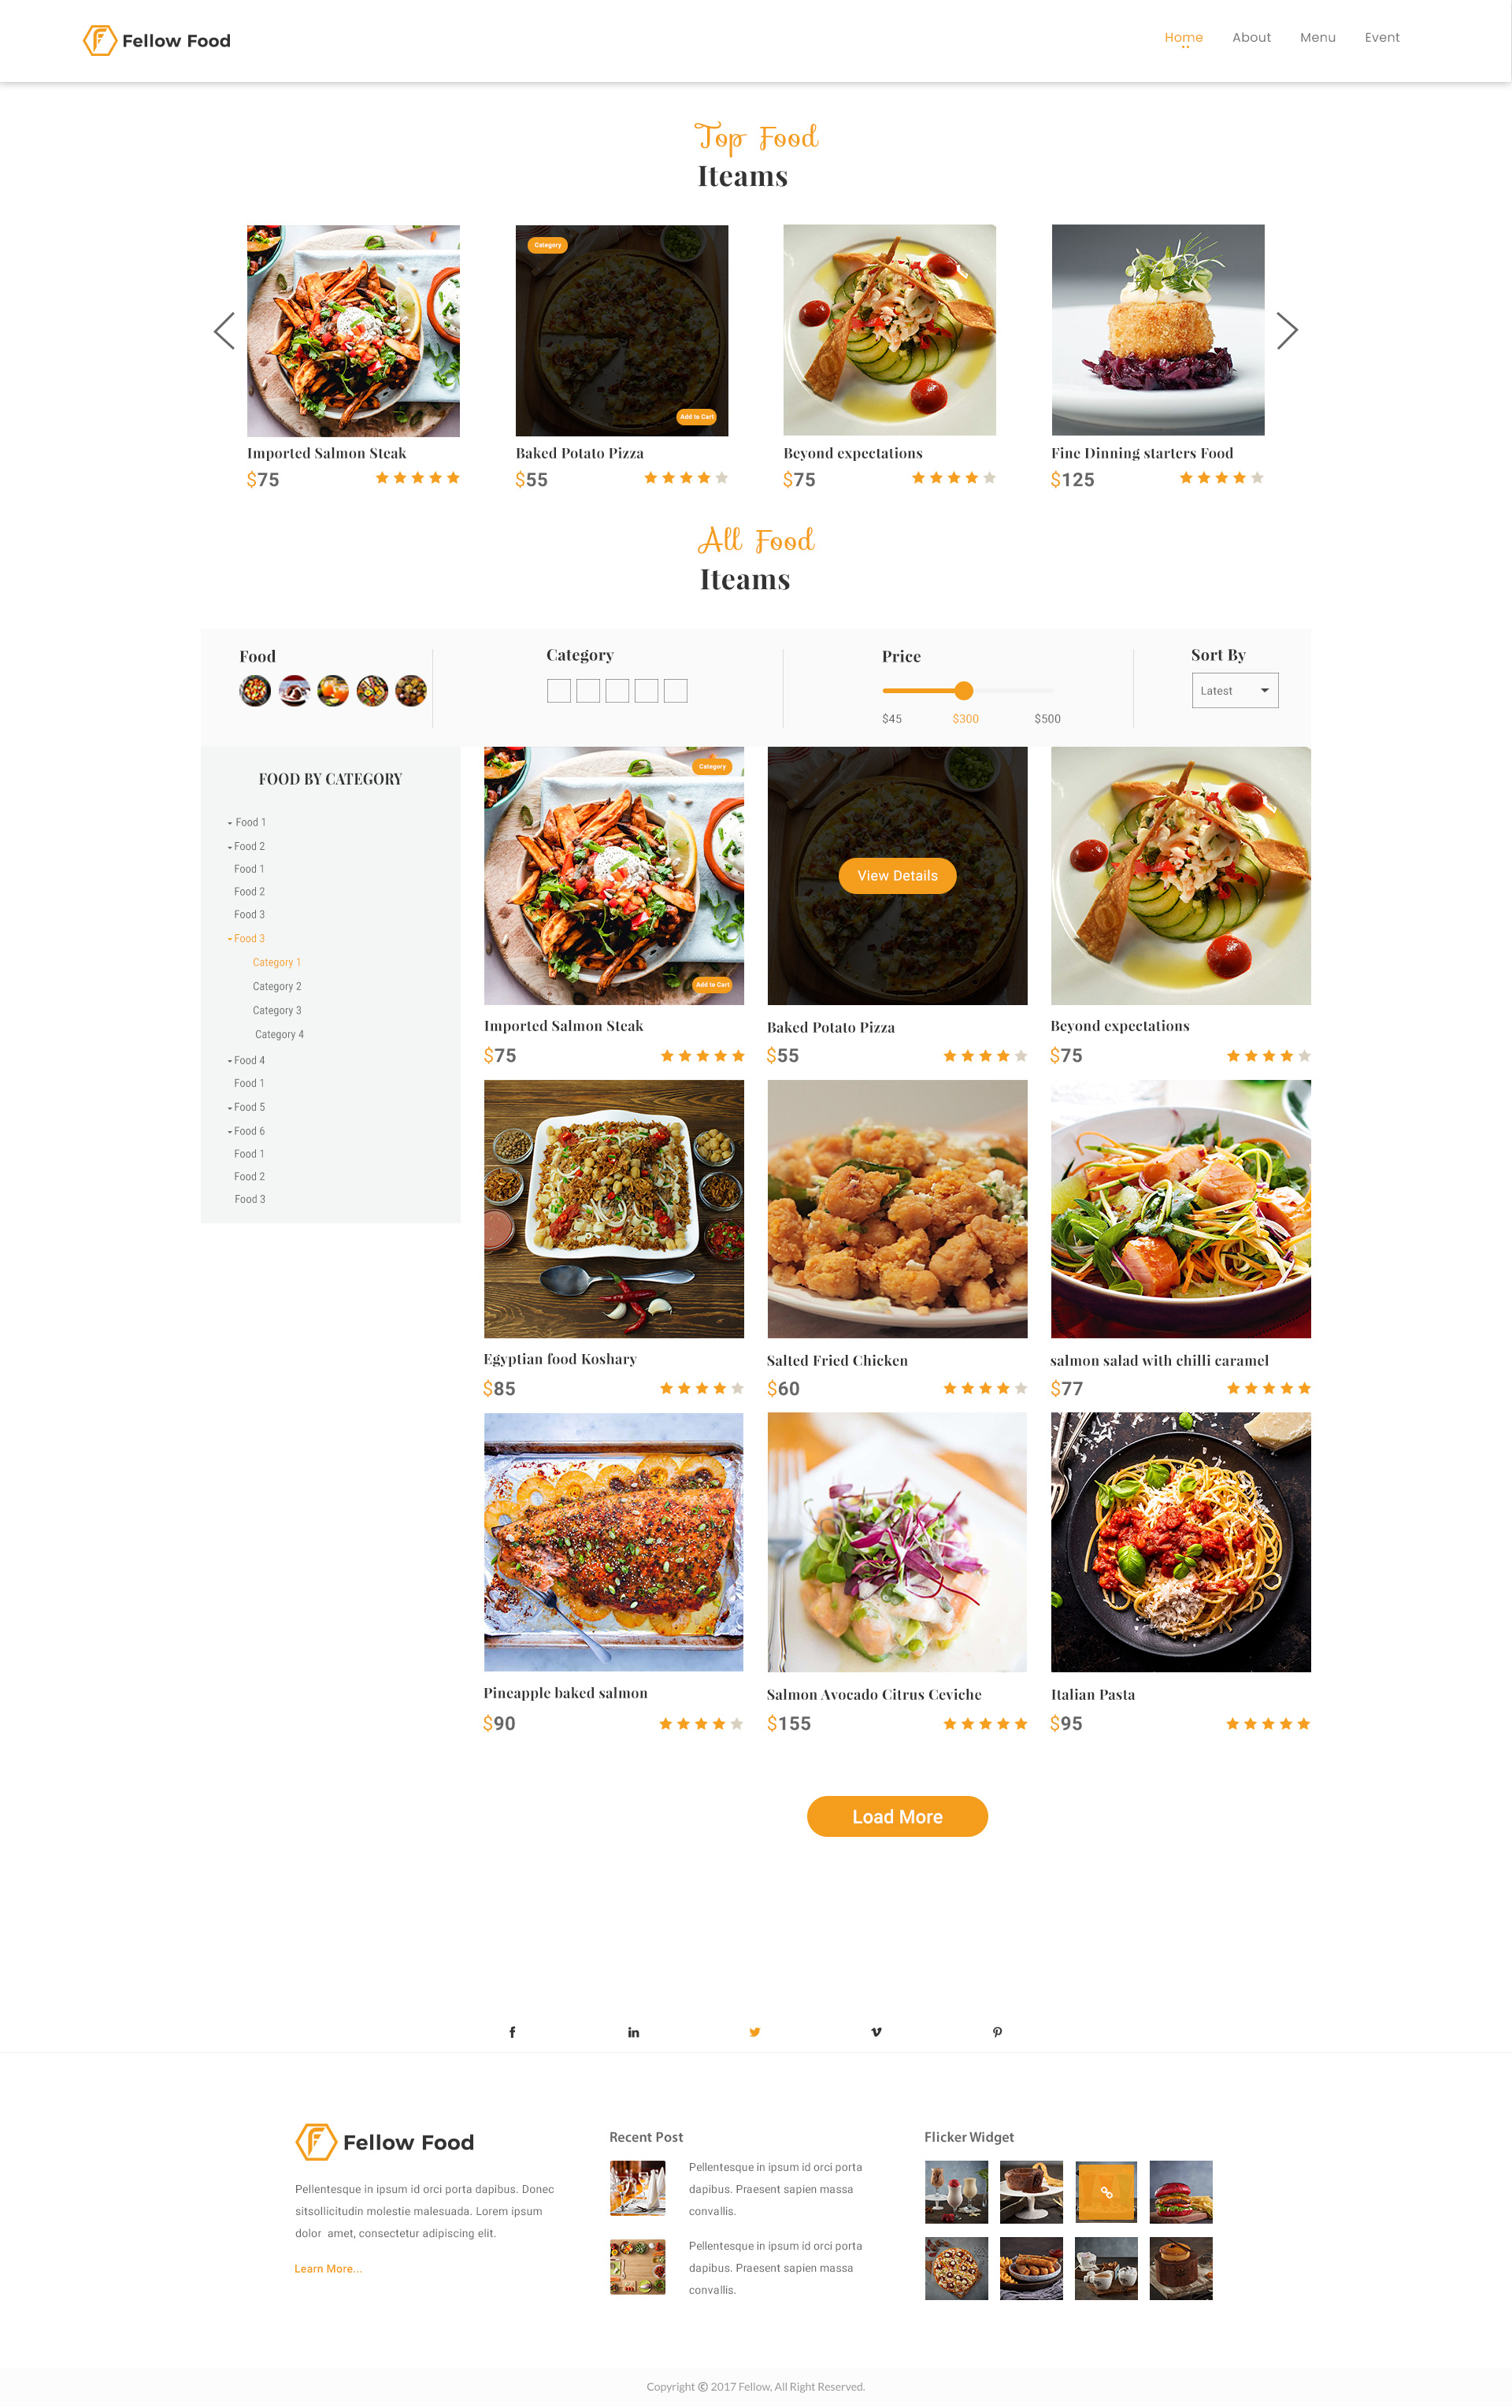 Fellow Food
Home
About
Menu
Event
Top Food
Iteams
Category
Add to Cart
Imported Salmon Steak
$75
Baked Potato Pizza
$55
Beyond expectations
$75
Fine Dinning starters Food
$125
All Food
Iteams
Food
Category
Price
$45
$300
$500
Sort By
Latest
FOOD BY CATEGORY
Food 1
Food 2
Food 1
Food 2
Food 3
Food 3
Category 1
Category 2
Category 3
Category 4
Food 4
Food 1
Food 5
Food 6
Food 1
Food 2
Food 3
Category
Add to Cart
View Details
Imported Salmon Steak
$75
Baked Potato Pizza
$55
Beyond expectations
$75
Egyptian food Koshary
$85
Salted Fried Chicken
$60
salmon salad with chilli caramel
$77
Pineapple baked salmon
$90
Salmon Avocado Citrus Ceviche
$155
Italian Pasta
$95
Load More
Fellow Food
Pellentesque in ipsum id orci porta dapibus. Donec
sitsollicitudin molestie malesuada. Lorem ipsum
dolor amet, consectetur adipiscing elit.
Learn More...
Recent Post
Pellentesque in ipsum id orci porta
dapibus. Praesent sapien massa
convallis.
Pellentesque in ipsum id orci porta
dapibus. Praesent sapien massa
convallis.
Flicker Widget
Copyright © 2017 Fellow, All Right Reserved.